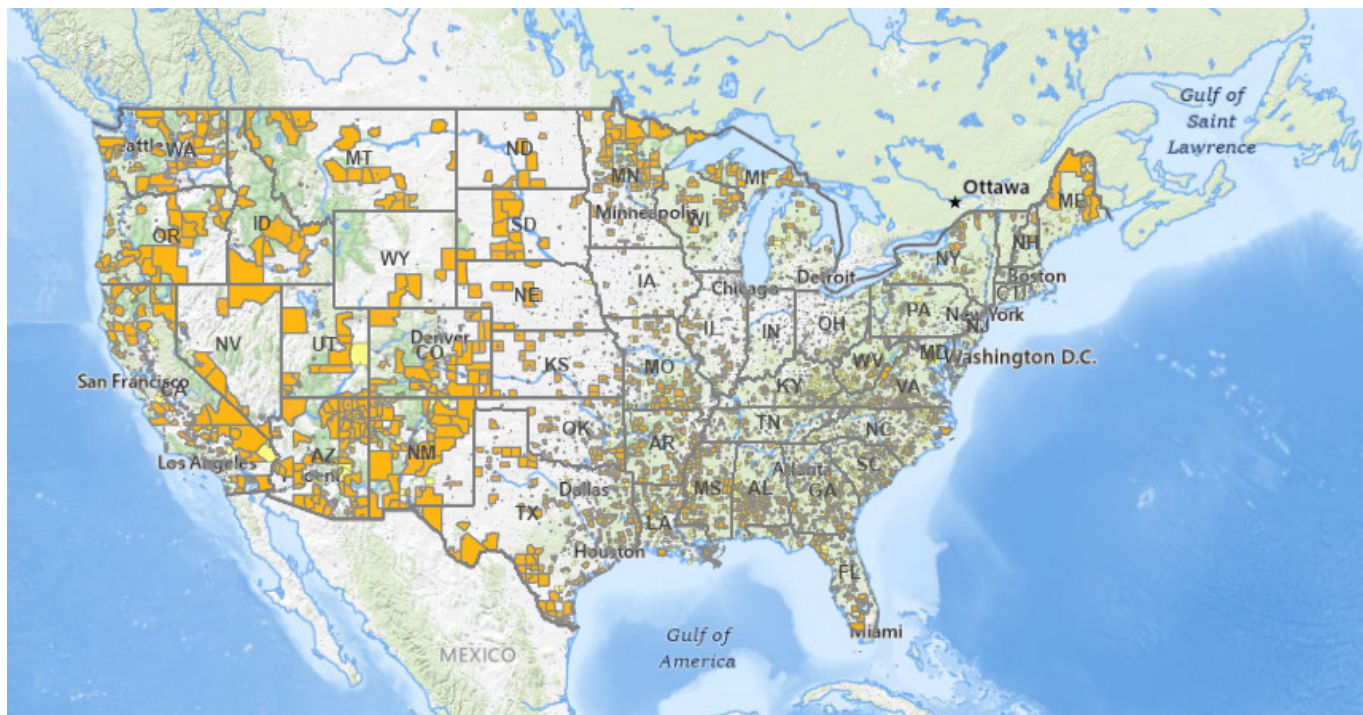 Gulf of
Saint
Lawrence
Ottawa
WA
MT
ND
MN
MI
ME
Minneapolis
WI
SD
ID
OR
NH
NY
WY
Boston
Detroit
CT
IA
Chicago
NE
PA
New York
NJ
OH
IN
IL
NV
UT
Denver
CO
MD
Washington D.C.
WV
KS
MO
VA
KY
San Francisco
CA
TN
NC
OK
AR
AZ
NM
Los Angeles
SC
Atlanta
MS
AL
GA
Dallas
TX
LA
Houston
FL
Miami
Gulf of
America
MEXICO